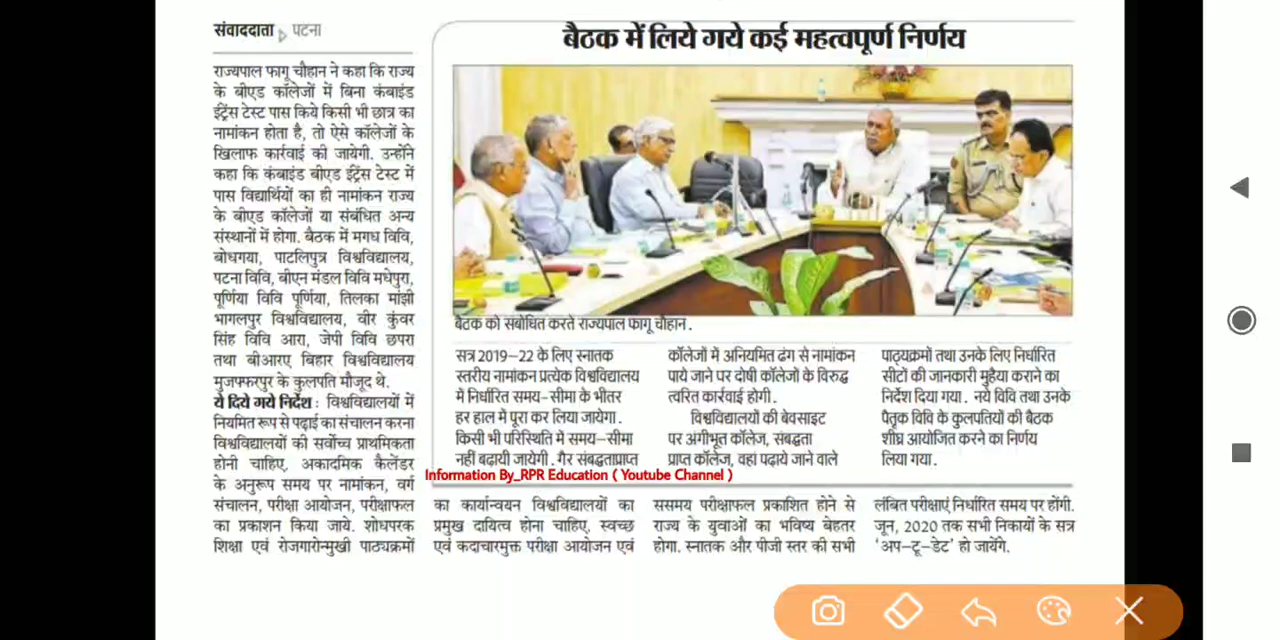 संवाददाता पटना
राज्यपाल फागू चौहान ने कहा कि राज्य
के बीएड कॉलेजों में बिना कंबाइंड
इंट्रेंस टेस्ट पास किये किसी भी छात्र का
नामांकन होता है, तो ऐसे कॉलेजों के
खिलाफ कार्रवाई की जायेगी. उन्होंने
कहा कि कंबाइंड बीएड इंट्रेंस टेस्ट में
पास विद्यार्थियों का ही नामांकन राज्य
के बीएड कॉलेजों या संबंधित अन्य
संस्थानों में होगा. बैठक में मगध विवि,
बोधगया, पाटलिपुत्र विश्वविद्यालय,
पटना विवि, बीएन मंडल विवि मधेपुरा,
पूर्णिया विवि पूर्णिया, तिलका मांझी
भागलपुर विश्वविद्यालय, वीर कुंवर
सिंह विवि आरा, जेपी विवि छपरा
तथा बीआरए बिहार विश्वविद्यालय
मुजफ्फरपुर के कुलपति मौजूद थे.
ये दिये गये निर्देश : विश्वविद्यालयों में
नियमित रूप से पढ़ाई का संचालन करना
विश्वविद्यालयों की सर्वोच्च प्राथमिकता
होनी चाहिए. अकादमिक कैलेंडर
के अनुरूप समय पर नामांकन, वर्ग
संचालन, परीक्षा आयोजन, परीक्षाफल
का प्रकाशन किया जाये. शोधपरक
शिक्षा एवं रोजगारोन्मुखी पाठ्यक्रमों
बैठक में लिये गये कई महत्वपूर्ण निर्णय
बैठक को संबोधित करते राज्यपाल फागू चौहान.
सत्र 2019-22 के लिए स्नातक
स्तरीय नामांकन प्रत्येक विश्वविद्यालय
में निर्धारित समय-सीमा के भीतर
हर हाल में पूरा कर लिया जायेगा.
किसी भी परिस्थिति में समय-सीमा
नहीं बढ़ायी जायेगी. गैर संबद्धताप्राप्त
कॉलेजों में अनियमित ढंग से नामांकन
पाये जाने पर दोषी कॉलेजों के विरुद्ध
त्वरित कार्रवाई होगी.
विश्वविद्यालयों की बेवसाइट
पर अंगीभूत कॉलेज, संबद्धता
प्राप्त कॉलेज, वहां पढ़ाये जाने वाले
पाठ्यक्रमों तथा उनके लिए निर्धारित
सीटों की जानकारी मुहैया कराने का
निर्देश दिया गया. नये विवि तथा उनके
पैतृक विवि के कुलपतियों की बैठक
शीघ्र आयोजित करने का निर्णय
लिया गया.
Information By_RPR Education ( Youtube Channel )
का कार्यान्वयन विश्वविद्यालयों का
प्रमुख दायित्व होना चाहिए. स्वच्छ
एवं कदाचारमुक्त परीक्षा आयोजन एवं
ससमय परीक्षाफल प्रकाशित होने से
राज्य के युवाओं का भविष्य बेहतर
होगा. स्नातक और पीजी स्तर की सभी
लंबित परीक्षाएं निर्धारित समय पर होंगी.
जून, 2020 तक सभी निकायों के सत्र
‘अप-टू-डेट’ हो जायेंगे.